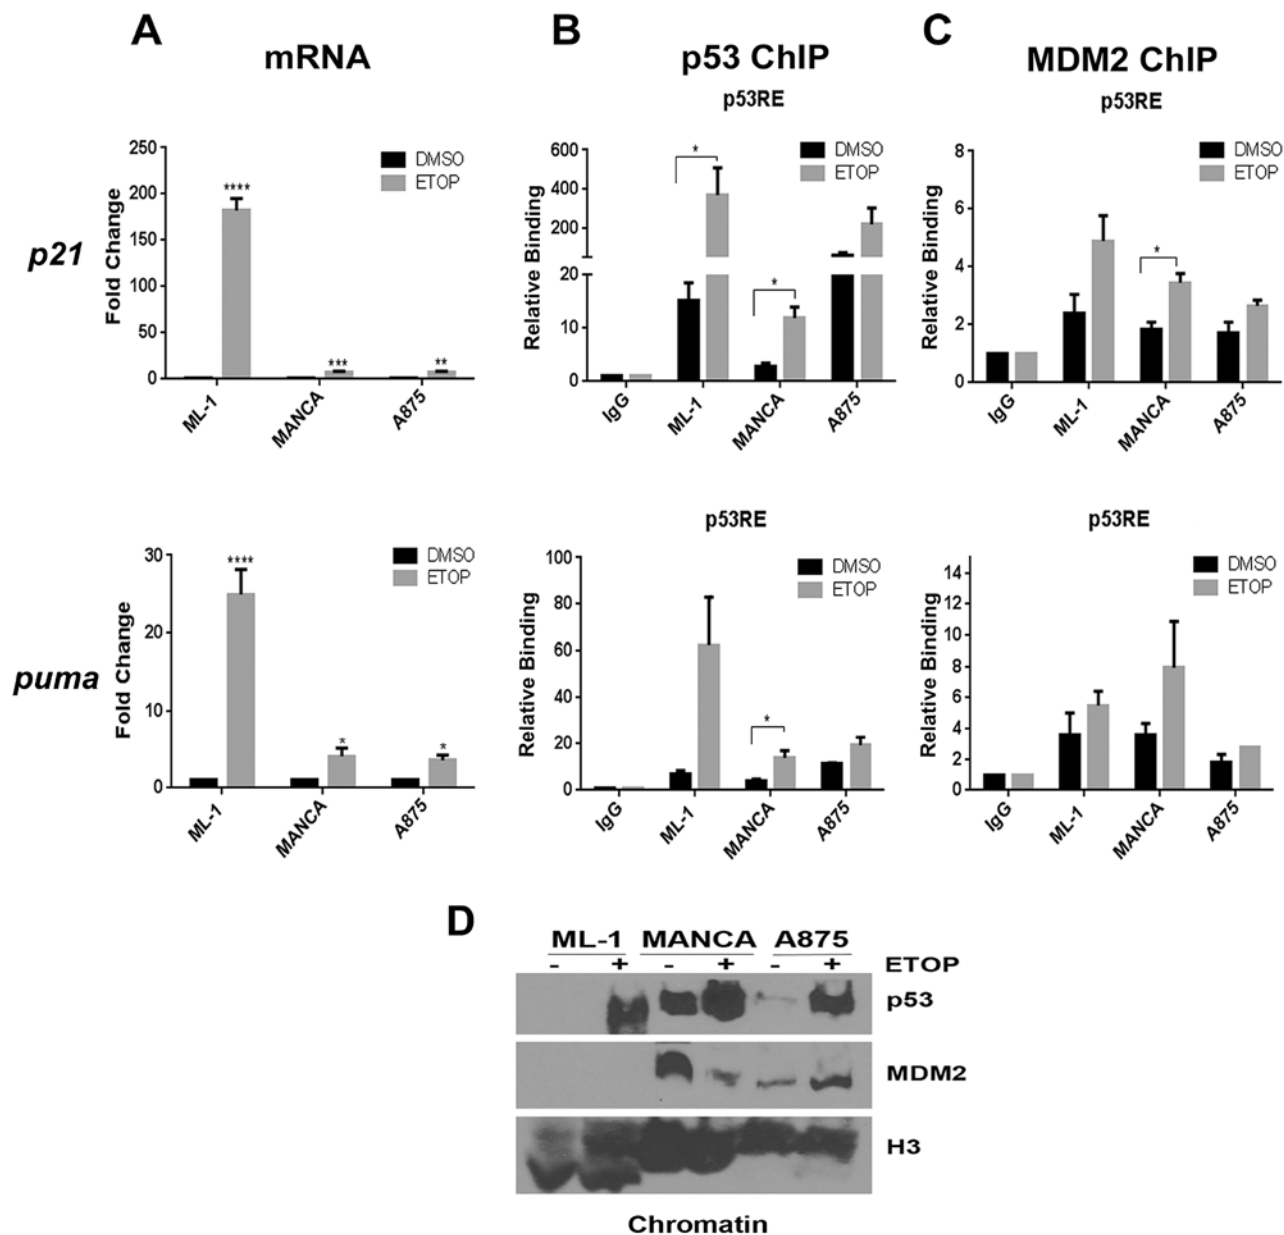 A
mRNA
p21
Fold Change
250
200
150
100
50
0
****
***
**
DMSO
ETOP
ML-1
MANCA
A875
B
p53 ChIP
p53RE
Relative Binding
600
400
200
20
10
0
*
*
DMSO
ETOP
IgG
ML-1
MANCA
A875
C
MDM2 ChIP
p53RE
Relative Binding
8
6
4
2
0
*
DMSO
ETOP
IgG
ML-1
MANCA
A875
puma
Fold Change
30
20
10
0
****
*
*
DMSO
ETOP
ML-1
MANCA
A875
p53RE
Relative Binding
100
80
60
40
20
0
*
DMSO
ETOP
IgG
ML-1
MANCA
A875
p53RE
Relative Binding
14
12
10
8
6
4
2
0
DMSO
ETOP
IgG
ML-1
MANCA
A875
D
ML-1 MANCA A875
- + - + - + ETOP
p53
MDM2
H3
Chromatin